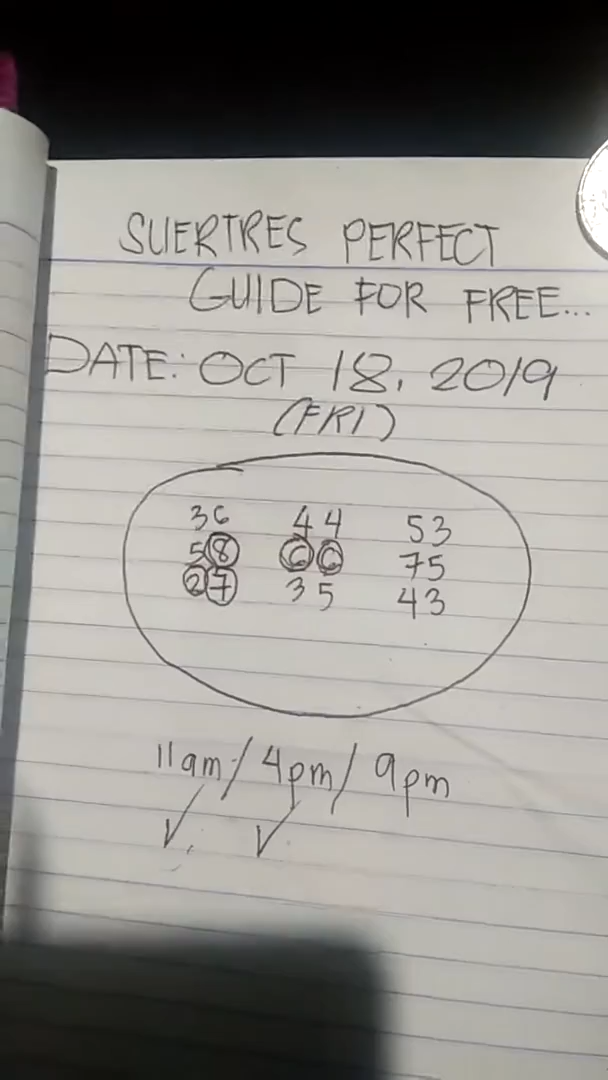 SUERTRES PERFECT
GUIDE FOR FREE...
DATE: OCT 18, 2019
(FRI)
36 44 53
58 66 75
27 35 43
11am/4pm/9pm